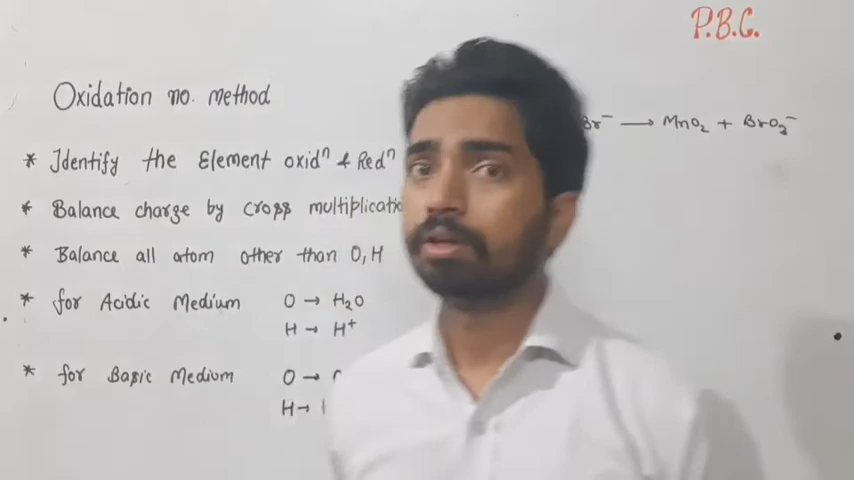 P.B.C.
Oxidation no. method
Br⁻ → MnO₂ + BrO₃⁻
* Identify the Element oxidⁿ & Redⁿ
* Balance charge by cross multiplicatio
* Balance all atom other than O, H
* for Acidic Medium O → H₂O
H → H⁺
* for Basic Medium O →
H →